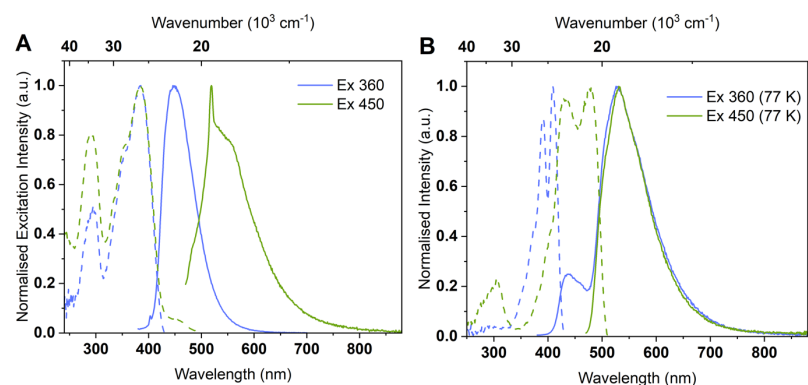 Wavenumber (10³ cm⁻¹)
A
40 30 20 10
Ex 360
Ex 450
Normalised Excitation Intensity (a.u.)
1.0
0.8
0.6
0.4
0.2
0.0
300 400 500 600 700 800
Wavelength (nm)
Wavenumber (10³ cm⁻¹)
B
40 30 20 10
Ex 360 (77 K)
Ex 450 (77 K)
Normalised Intensity (a.u.)
1.0
0.8
0.6
0.4
0.2
0.0
300 400 500 600 700 800
Wavelength (nm)